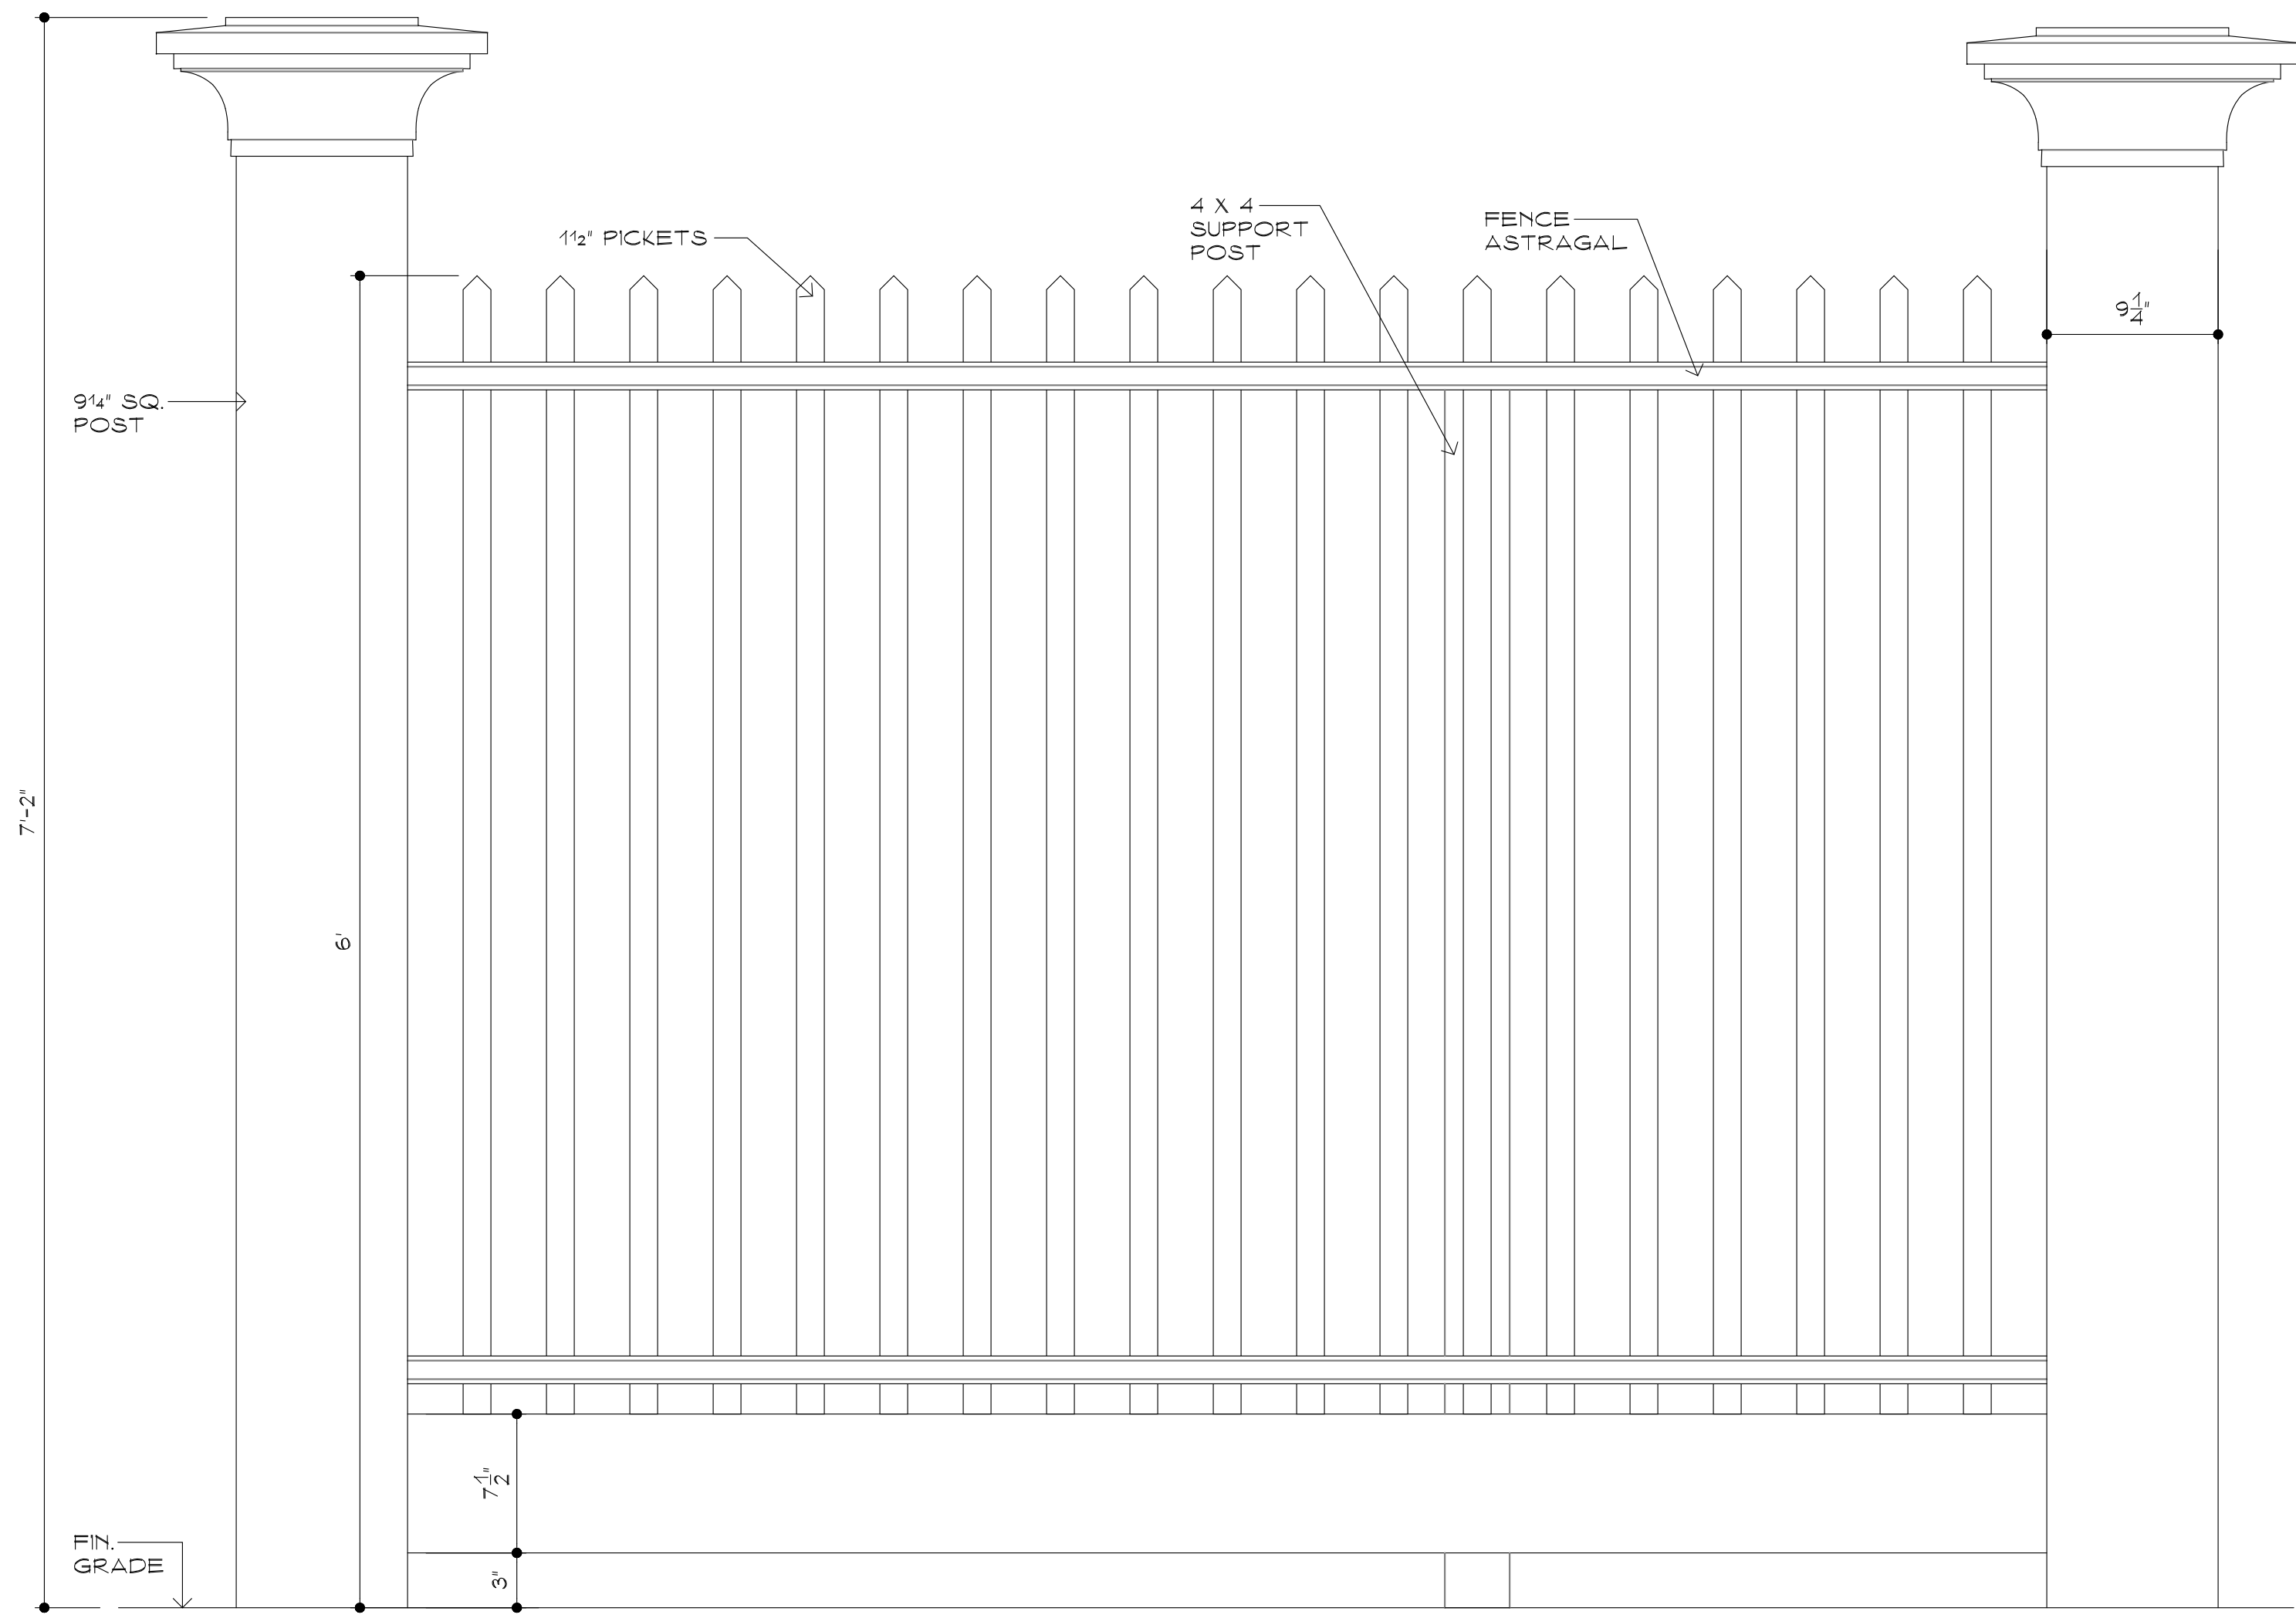 4 X 4
SUPPORT
POST
FENCE
ASTRAGAL
1½" PICKETS
9¼"
9¼" SQ.
POST
7'-2"
6'
7½"
3"
FIN.
GRADE